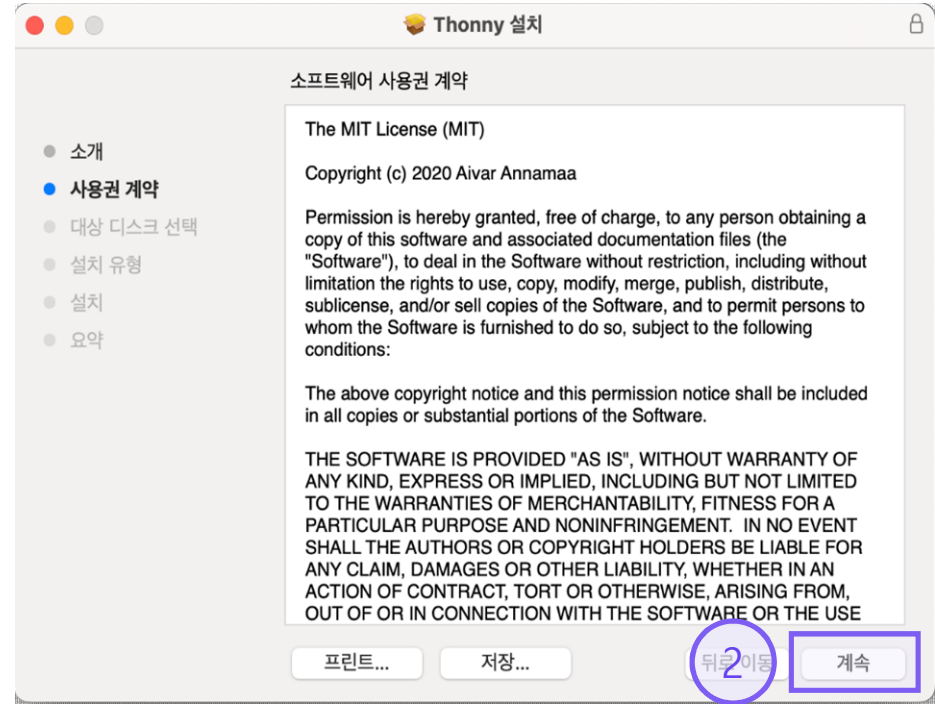 Thonny 설치
소프트웨어 사용권 계약
소개
사용권 계약
대상 디스크 선택
설치 유형
설치
요약
The MIT License (MIT)
Copyright (c) 2020 Aivar Annamaa
Permission is hereby granted, free of charge, to any person obtaining a
copy of this software and associated documentation files (the
"Software"), to deal in the Software without restriction, including without
limitation the rights to use, copy, modify, merge, publish, distribute,
sublicense, and/or sell copies of the Software, and to permit persons to
whom the Software is furnished to do so, subject to the following
conditions:
The above copyright notice and this permission notice shall be included
in all copies or substantial portions of the Software.
THE SOFTWARE IS PROVIDED "AS IS", WITHOUT WARRANTY OF
ANY KIND, EXPRESS OR IMPLIED, INCLUDING BUT NOT LIMITED
TO THE WARRANTIES OF MERCHANTABILITY, FITNESS FOR A
PARTICULAR PURPOSE AND NONINFRINGEMENT.  IN NO EVENT
SHALL THE AUTHORS OR COPYRIGHT HOLDERS BE LIABLE FOR
ANY CLAIM, DAMAGES OR OTHER LIABILITY, WHETHER IN AN
ACTION OF CONTRACT, TORT OR OTHERWISE, ARISING FROM,
OUT OF OR IN CONNECTION WITH THE SOFTWARE OR THE USE
프린트...
저장...
뒤로 이동
2
계속